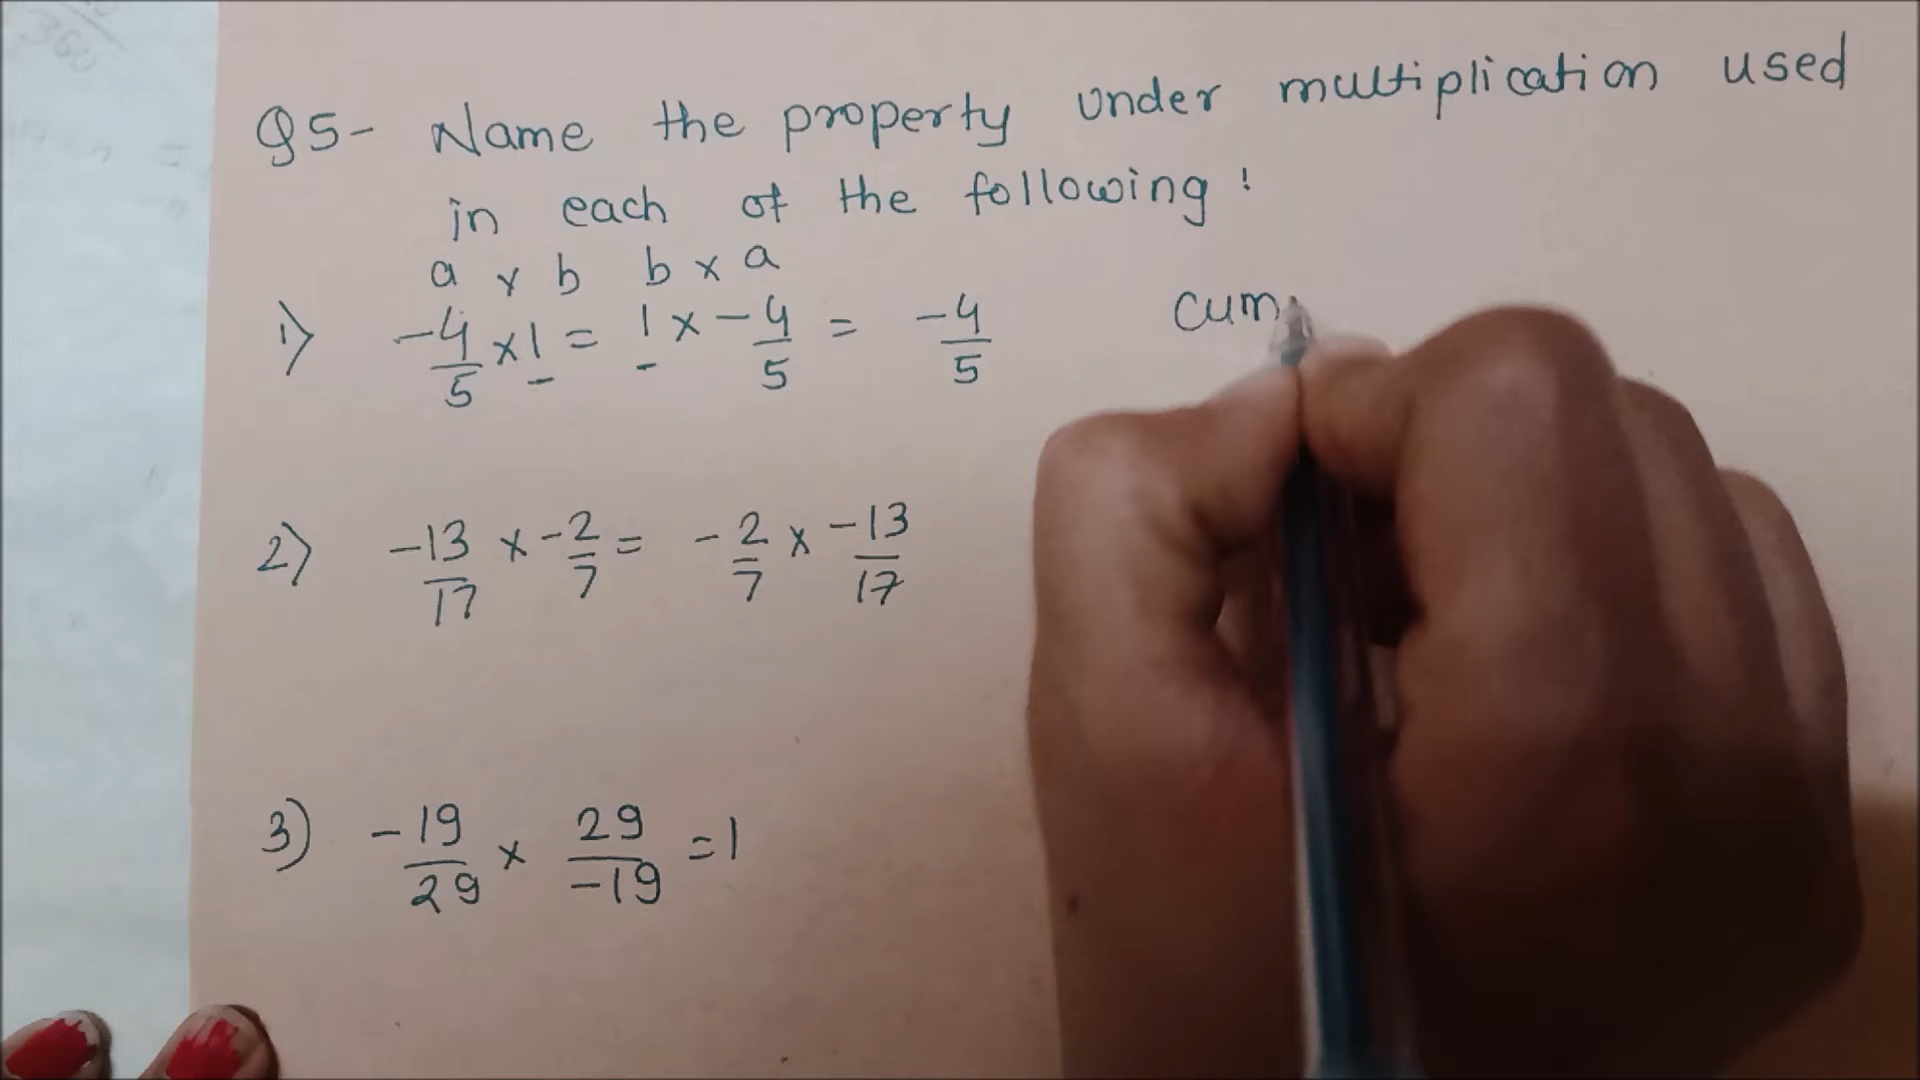 360
Q5- Name the property under multiplication used
in each of the following :
a x b b x a
1) -4/5 x 1 = 1 x -4/5 = -4/5
cum
2) -13/17 x -2/7 = -2/7 x -13/17
3) -19/29 x 29/-19 = 1